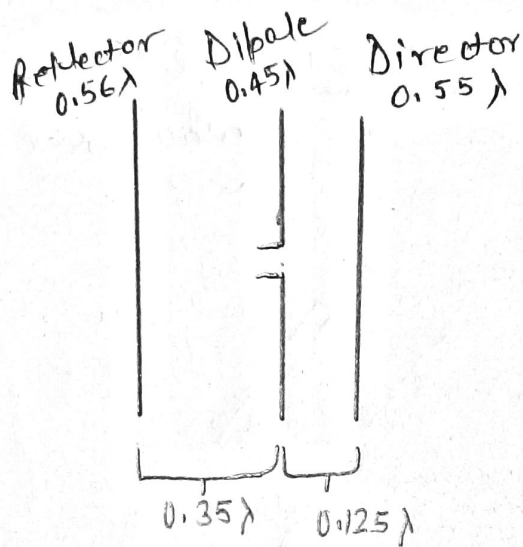 Reflector
0.56λ
Dipole
0.45λ
Director
0.55λ
0.35λ
0.125λ